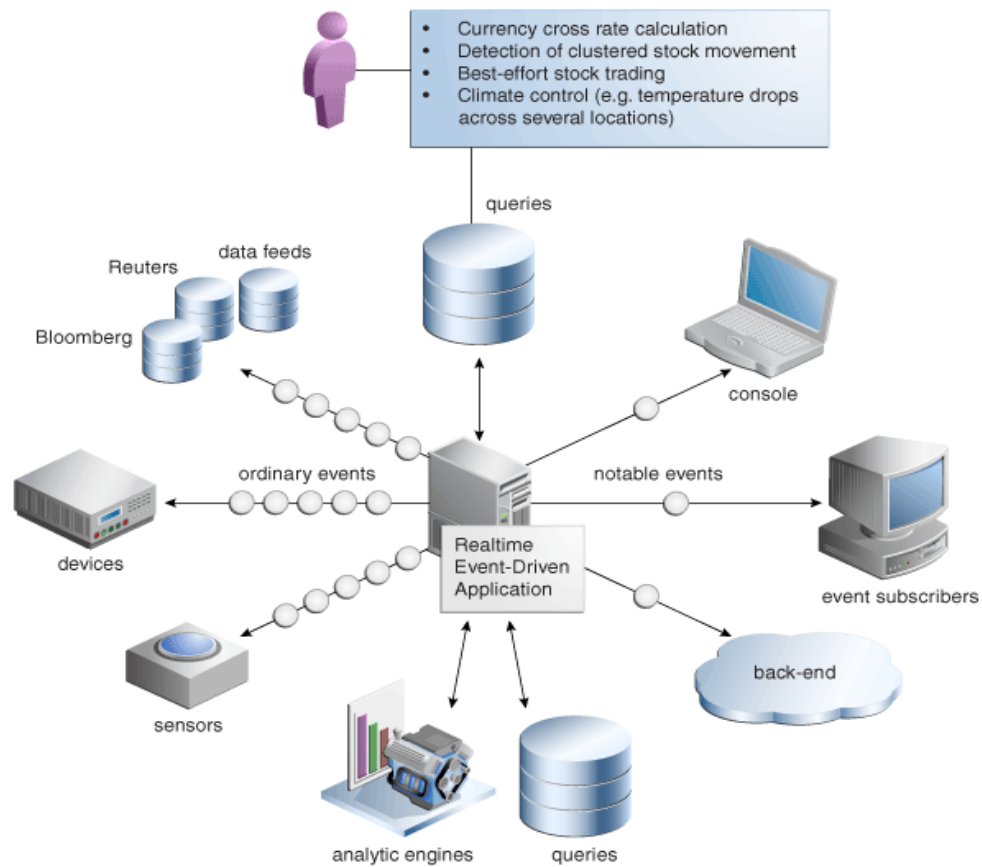 • Currency cross rate calculation
• Detection of clustered stock movement
• Best-effort stock trading
• Climate control (e.g. temperature drops
across several locations)
queries
data feeds
Reuters
Bloomberg
console
ordinary events
notable events
devices
Realtime
Event-Driven
Application
event subscribers
back-end
sensors
analytic engines
queries